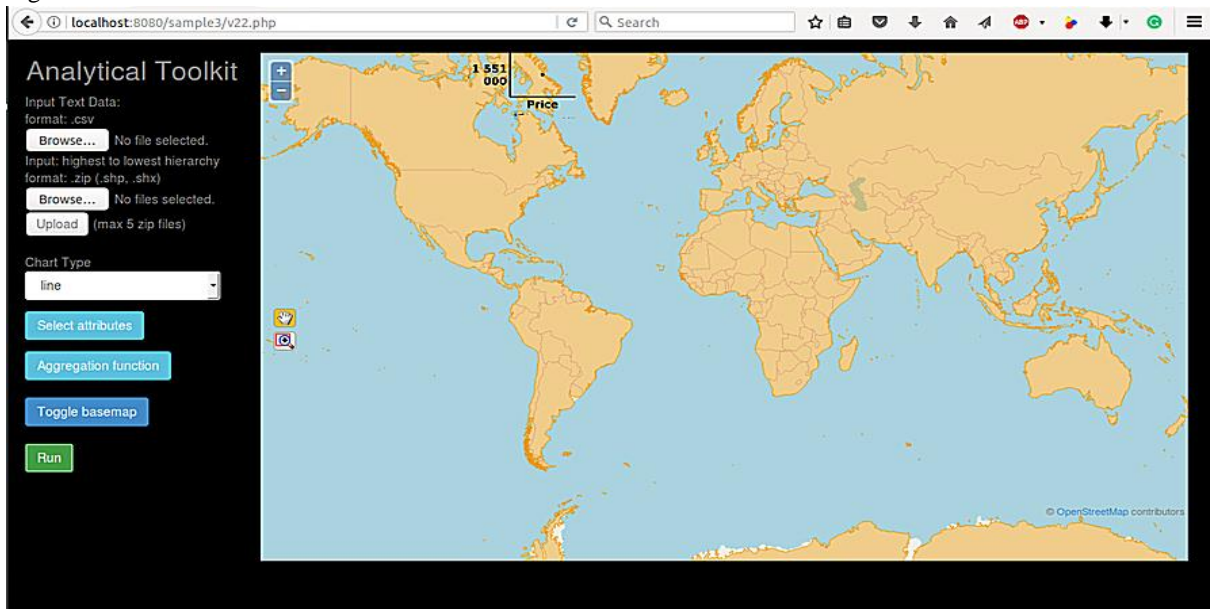 localhost:8080/sample3/v22.php
Search
ABP
G
Analytical Toolkit
Input Text Data:
format: .csv
Browse... No file selected.
Input: highest to lowest hierarchy
format: .zip (.shp, .shx)
Browse... No files selected.
Upload (max 5 zip files)
Chart Type
line
Select attributes
Aggregation function
Toggle basemap
Run
+
−
1 551
000
Price
© OpenStreetMap contributors